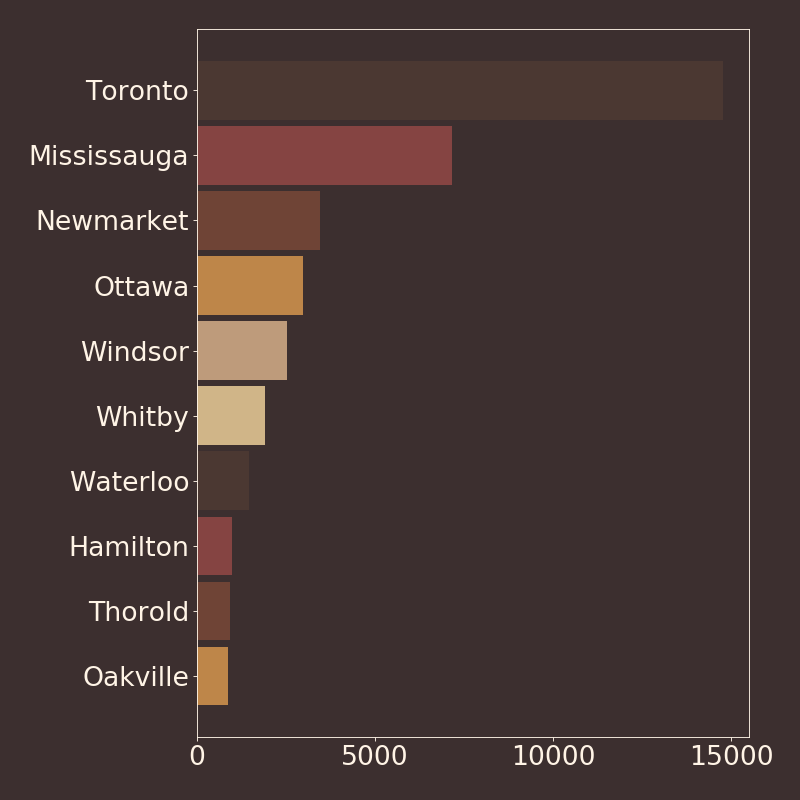 Toronto
Mississauga
Newmarket
Ottawa
Windsor
Whitby
Waterloo
Hamilton
Thorold
Oakville
0 5000 10000 15000